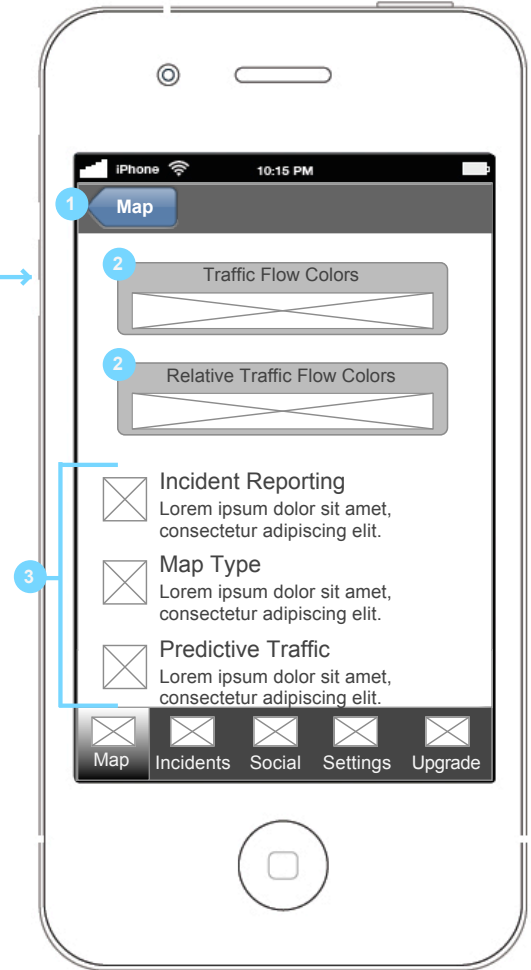 iPhone 10:15 PM
1 Map
2
Traffic Flow Colors
2
Relative Traffic Flow Colors
3
Incident Reporting
Lorem ipsum dolor sit amet,
consectetur adipiscing elit.
Map Type
Lorem ipsum dolor sit amet,
consectetur adipiscing elit.
Predictive Traffic
Lorem ipsum dolor sit amet,
consectetur adipiscing elit.
Map Incidents Social Settings Upgrade